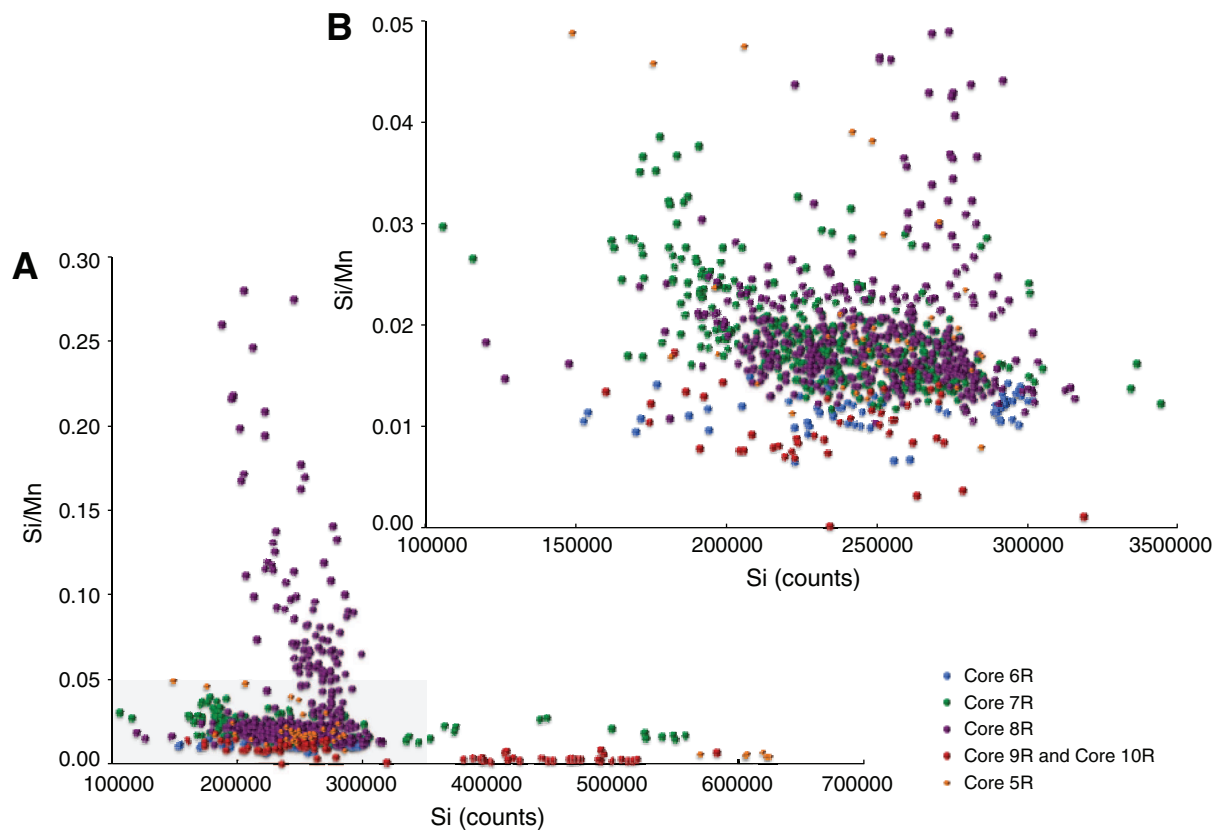 B
0.05
0.04
0.03
0.02
0.01
0.00
Si/Mn
100000 150000 200000 250000 300000 3500000
Si (counts)
A
0.30
0.25
0.20
0.15
0.10
0.05
0.00
Si/Mn
100000 200000 300000 400000 500000 600000 700000
Si (counts)
Core 6R
Core 7R
Core 8R
Core 9R and Core 10R
Core 5R